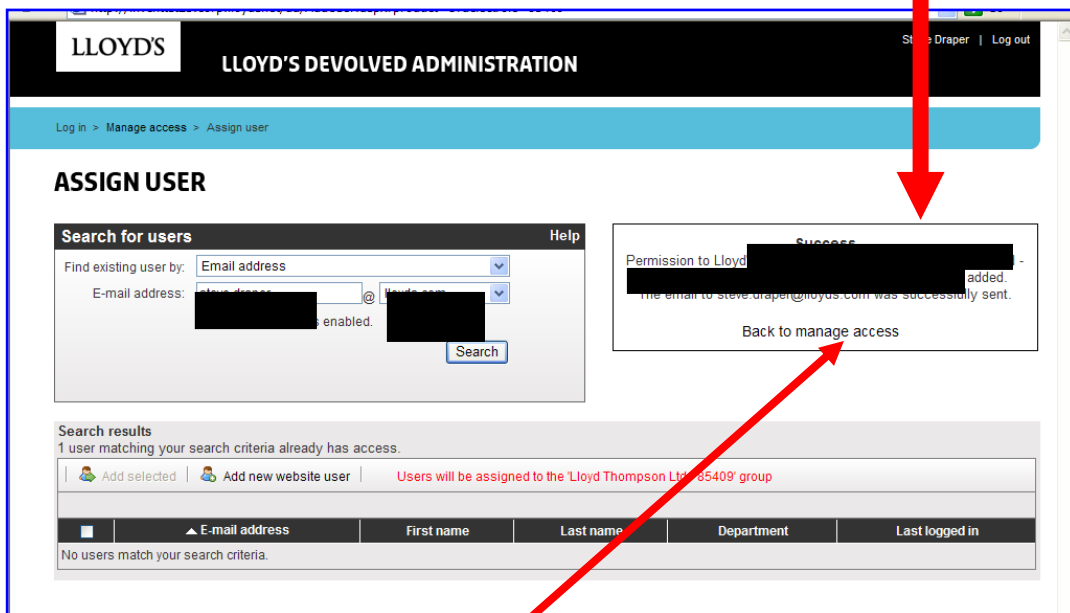 LLOYD'S
LLOYD'S DEVOLVED ADMINISTRATION
Draper | Log out
Log in > Manage access > Assign user
ASSIGN USER
Search for users Help
Find existing user by: Email address
E-mail address: @
enabled.
Search
Success
Permission to Lloyd -
added.
The email to steve.draper@lloyds.com was successfully sent.
Back to manage access
Search results
1 user matching your search criteria already has access.
Add selected | Add new website user | Users will be assigned to the 'Lloyd Thompson 85409' group
E-mail address First name Last name Department Last logged in
No users match your search criteria.